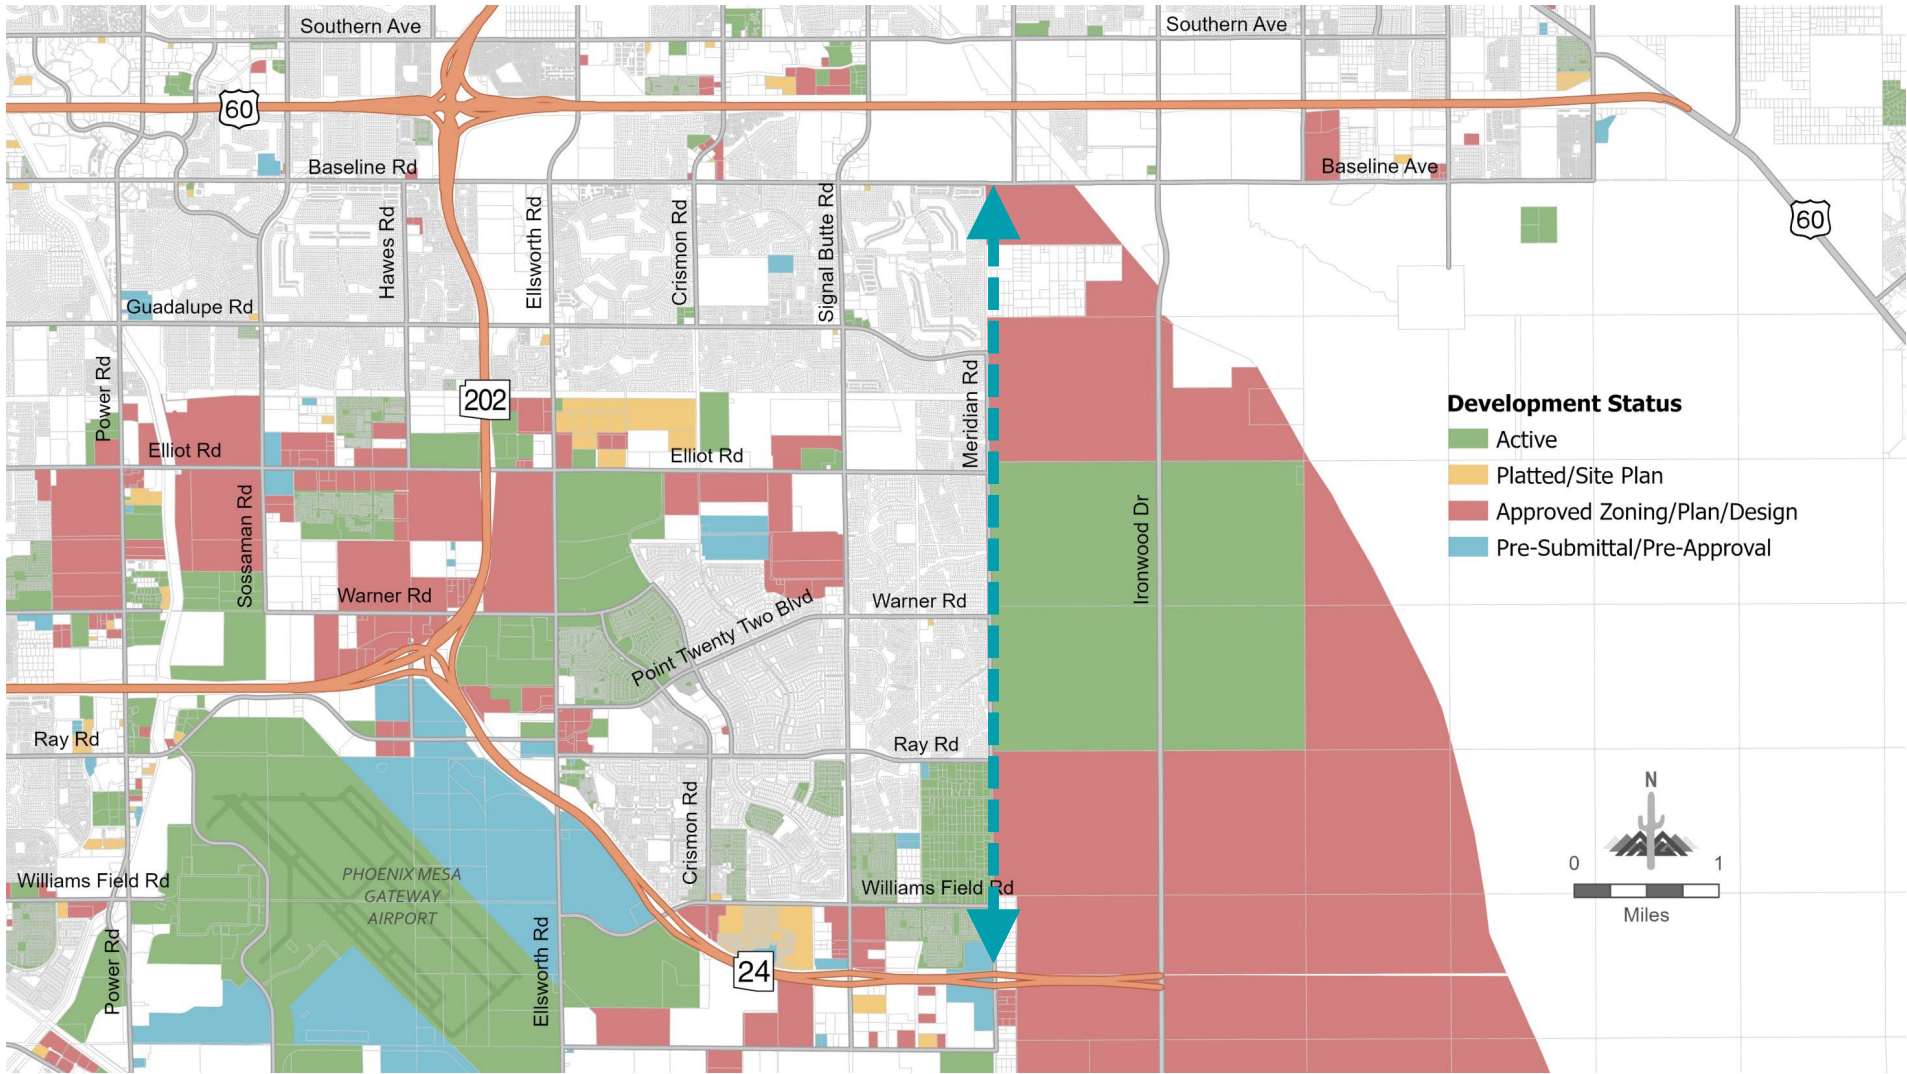 Southern Ave
Southern Ave
60
Baseline Rd
Baseline Ave
Hawes Rd
Ellsworth Rd
Crismon Rd
Signal Butte Rd
60
Guadalupe Rd
Power Rd
202
Meridian Rd
Development Status
Active
Platted/Site Plan
Approved Zoning/Plan/Design
Pre-Submittal/Pre-Approval
Elliot Rd
Elliot Rd
Sossaman Rd
Ironwood Dr
Warner Rd
Point Twenty Two Blvd
Warner Rd
Ray Rd
Ray Rd
Crismon Rd
N
0 1
Miles
Williams Field Rd
PHOENIX MESA
GATEWAY
AIRPORT
Williams Field Rd
Power Rd
Ellsworth Rd
24